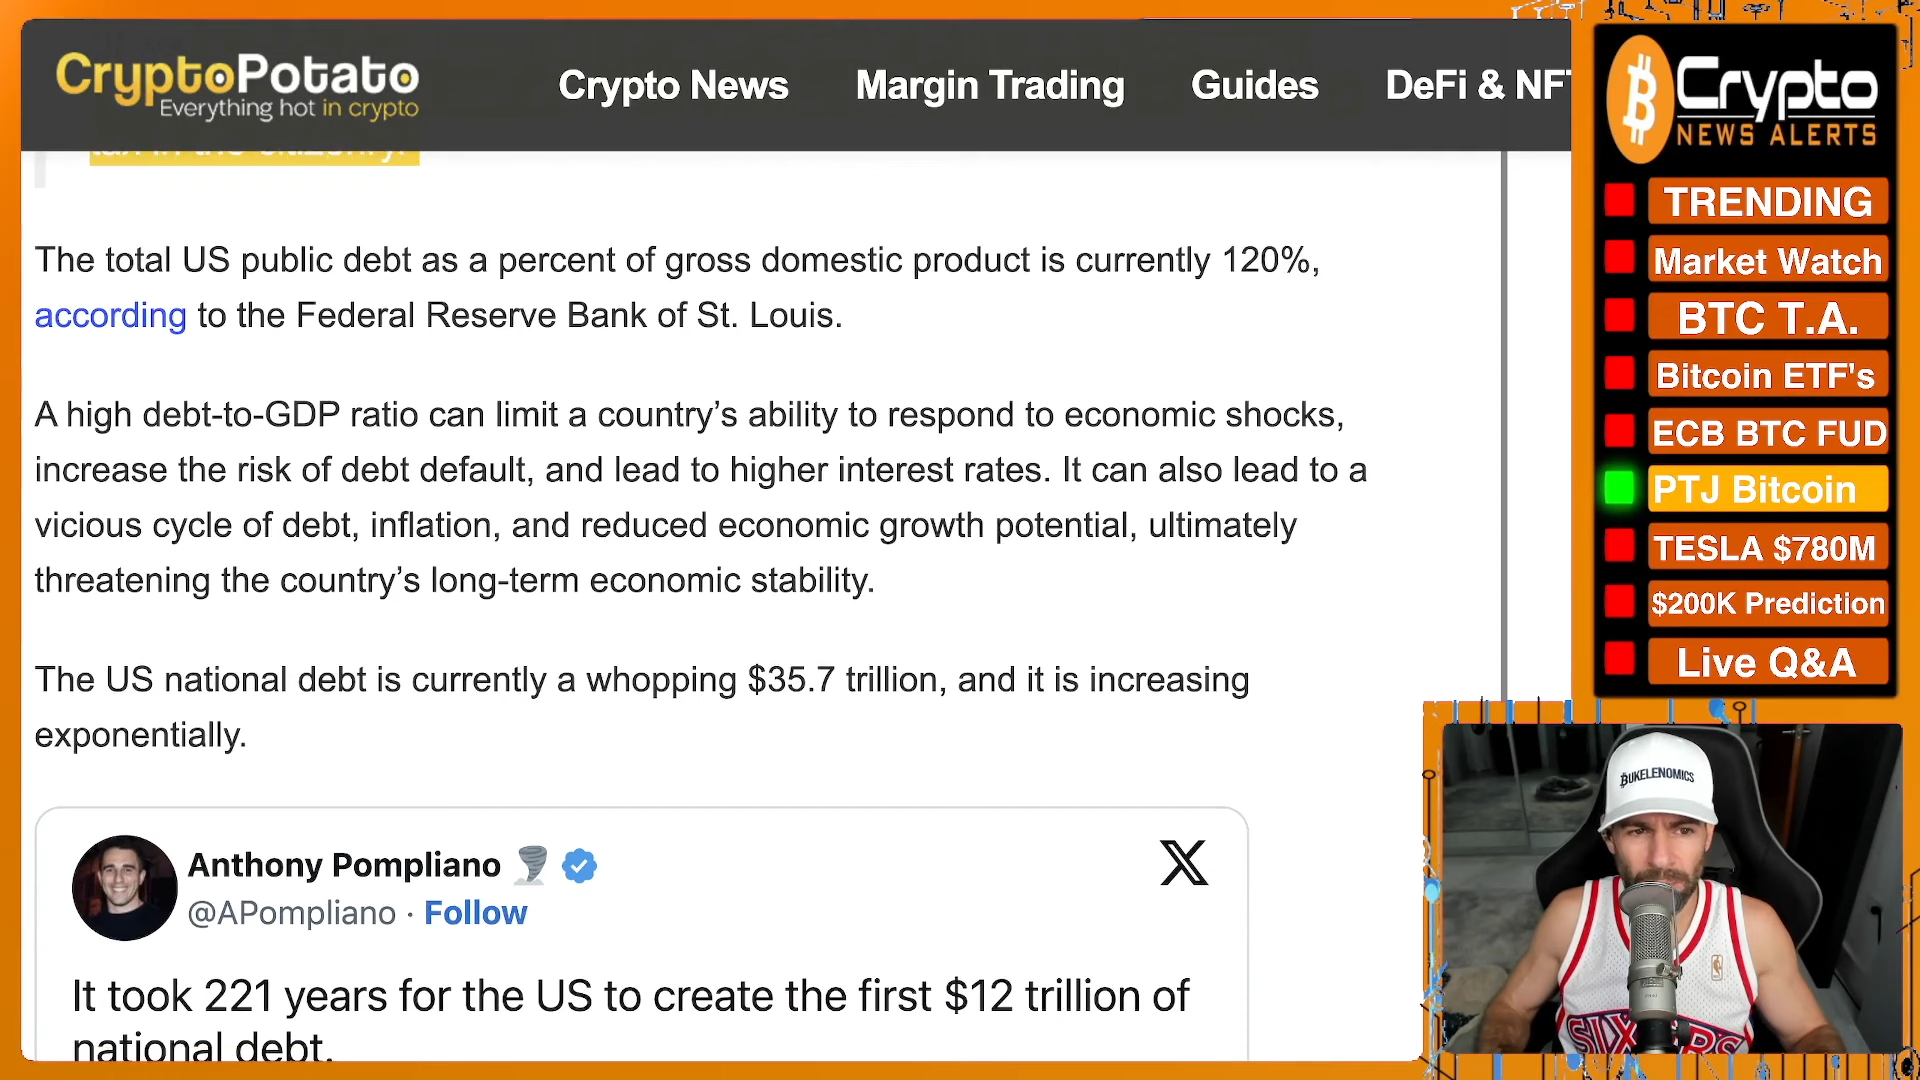 CryptoPotato
Everything hot in crypto
Crypto News
Margin Trading
Guides
DeFi & NFT
The total US public debt as a percent of gross domestic product is currently 120%,
according to the Federal Reserve Bank of St. Louis.
A high debt-to-GDP ratio can limit a country’s ability to respond to economic shocks,
increase the risk of debt default, and lead to higher interest rates. It can also lead to a
vicious cycle of debt, inflation, and reduced economic growth potential, ultimately
threatening the country’s long-term economic stability.
The US national debt is currently a whopping $35.7 trillion, and it is increasing
exponentially.
Anthony Pompliano
@APompliano · Follow
It took 221 years for the US to create the first $12 trillion of
national debt.
Crypto
NEWS ALERTS
TRENDING
Market Watch
BTC T.A.
Bitcoin ETF's
ECB BTC FUD
PTJ Bitcoin
TESLA $780M
$200K Prediction
Live Q&A
BUKELENOMICS
SIXERS